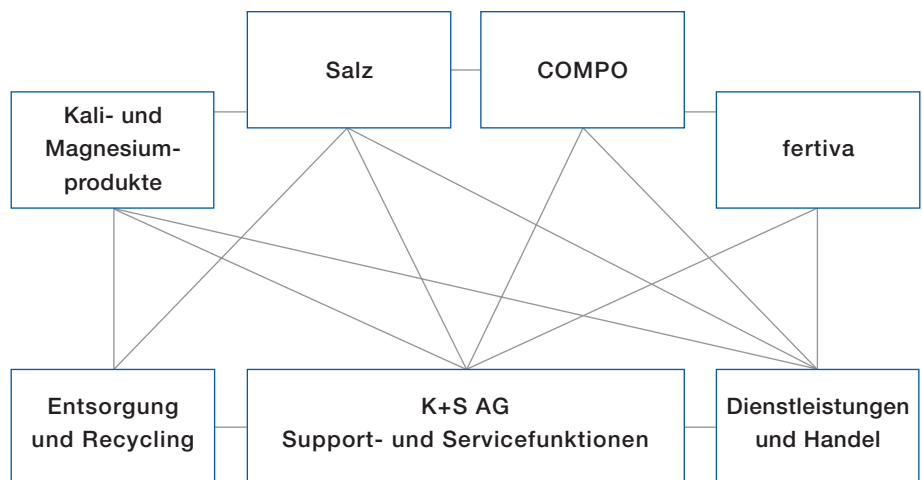 Salz
COMPO
Kali- und
Magnesium-
produkte
fertiva
Entsorgung
und Recycling
K+S AG
Support- und Servicefunktionen
Dienstleistungen
und Handel